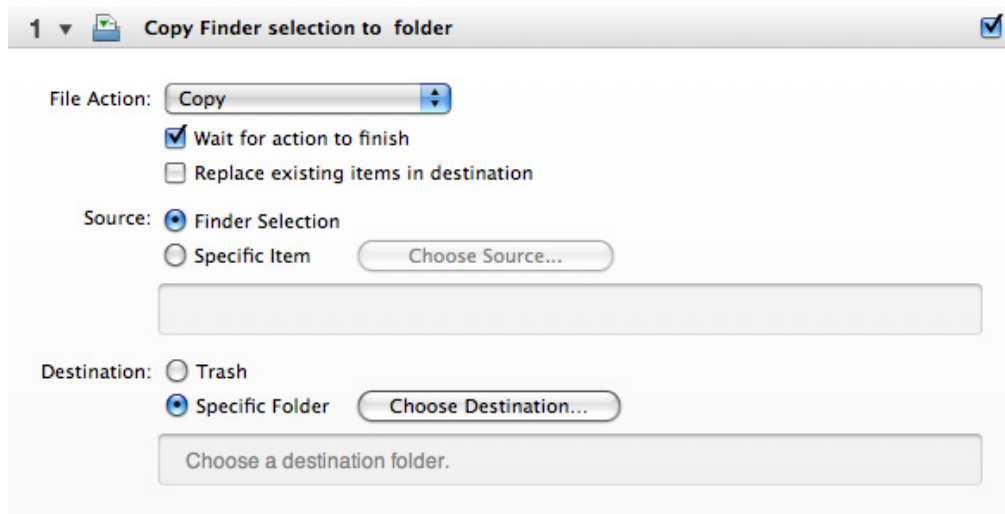 1 Copy Finder selection to folder
File Action: Copy
Wait for action to finish
Replace existing items in destination
Source: Finder Selection
Specific Item Choose Source...
Destination: Trash
Specific Folder Choose Destination...
Choose a destination folder.